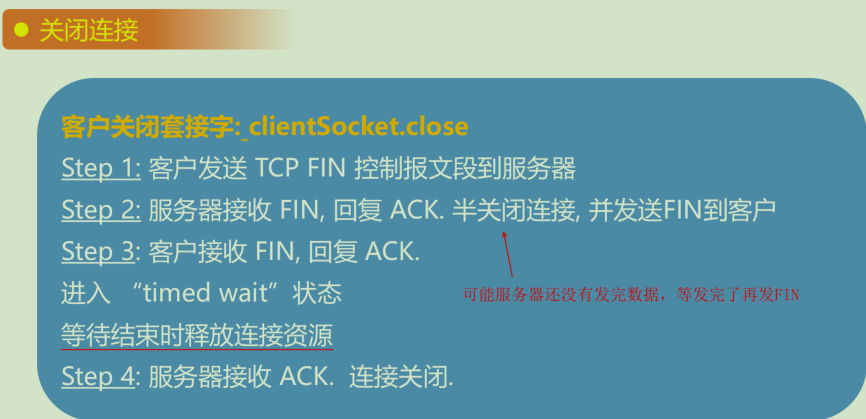 关闭连接
客户关闭套接字: clientSocket.close
Step 1: 客户发送 TCP FIN 控制报文段到服务器
Step 2: 服务器接收 FIN, 回复 ACK. 半关闭连接, 并发送FIN到客户
Step 3: 客户接收 FIN, 回复 ACK.
进入 “timed wait”状态
可能服务器还没有发完数据，等发完了再发FIN
等待结束时释放连接资源
Step 4: 服务器接收 ACK. 连接关闭.